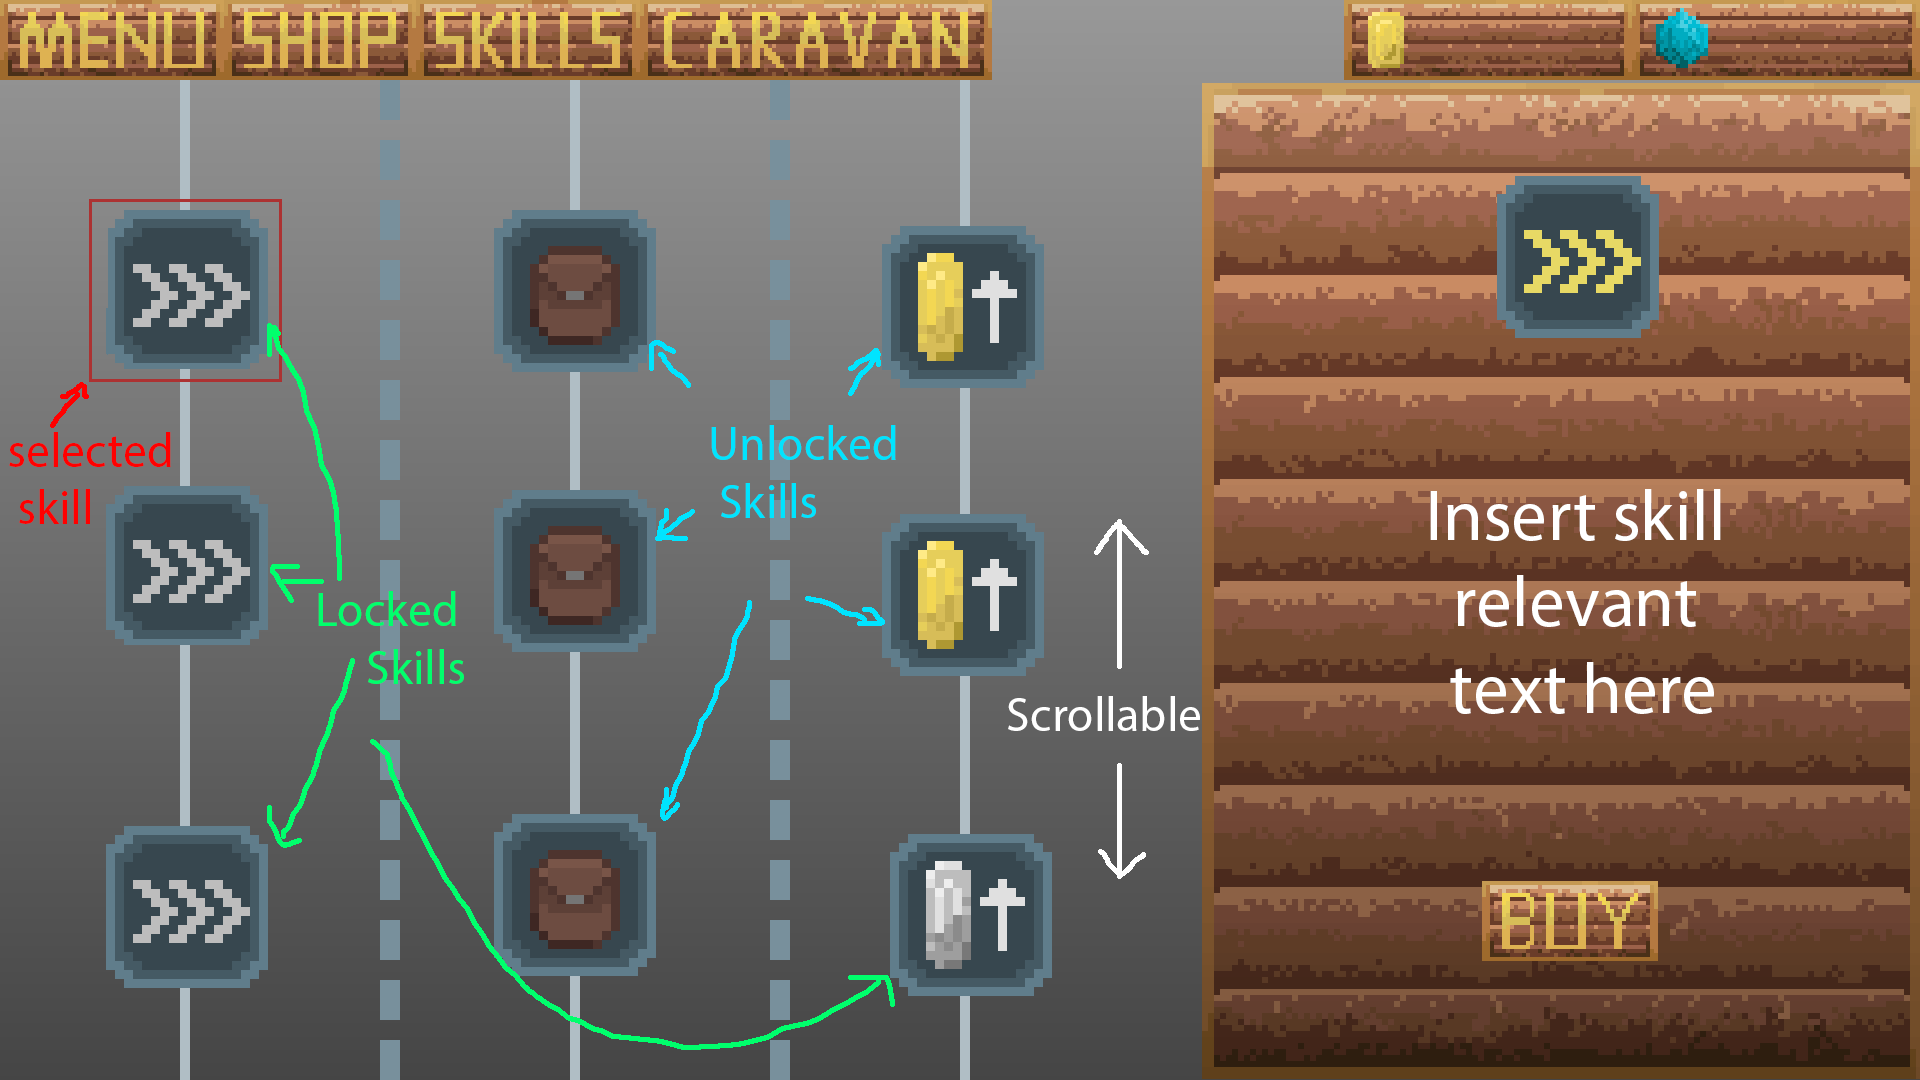 MENU SHOP SKILLS CARAVAN
selected
skill
Unlocked
Skills
Locked
Skills
Scrollable
Insert skill
relevant
text here
BUY